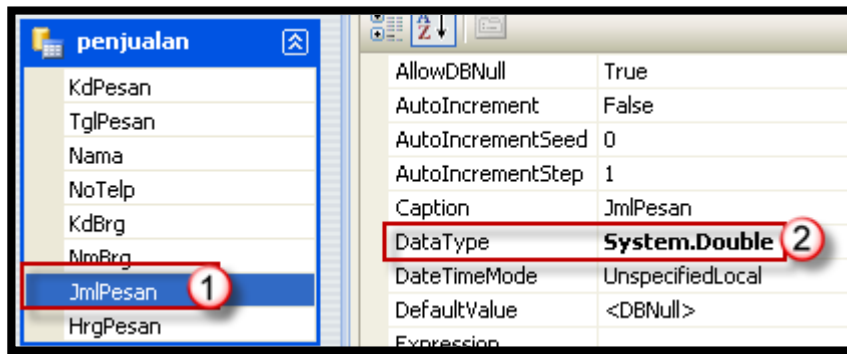 penjualan
KdPesan
TglPesan
Nama
NoTelp
KdBrg
NmBrg
JmlPesan 1
HrgPesan
AllowDBNull True
AutoIncrement False
AutoIncrementSeed 0
AutoIncrementStep 1
Caption JmlPesan
DataType System.Double 2
DateTimeMode UnspecifiedLocal
DefaultValue <DBNull>
Expression